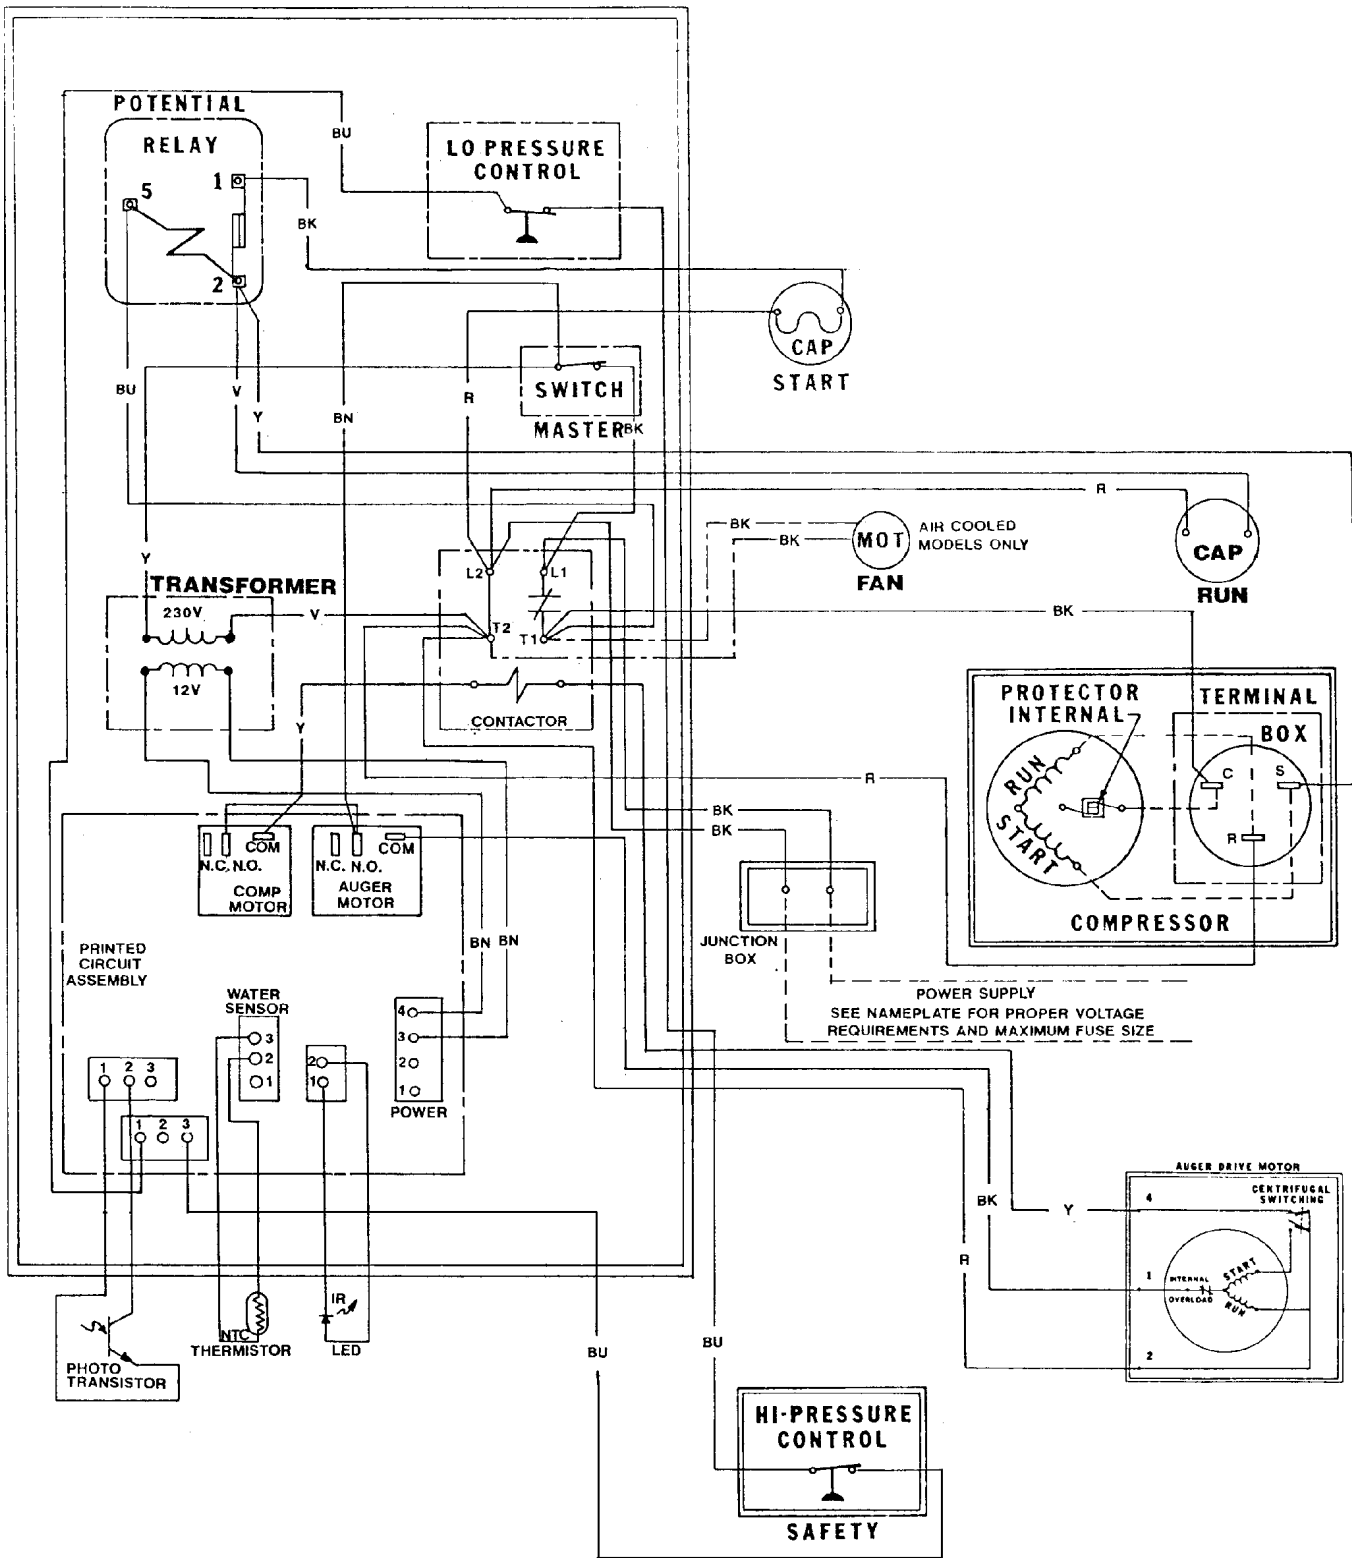 POTENTIAL
RELAY
5
1
2
BU
LO PRESSURE
CONTROL
BK
CAP
START
SWITCH
MASTER
BK
BU
V
Y
BN
R
R
Y
TRANSFORMER
230V
V
12V
Y
L2
L1
T2
T1
CONTACTOR
BK
BK
MOT
FAN
AIR COOLED
MODELS ONLY
CAP
RUN
BK
R
BK
BK
PROTECTOR
INTERNAL
TERMINAL
BOX
RUN
START
C
S
R
COMPRESSOR
COM
N.C. N.O.
COMP
MOTOR
COM
N.C. N.O.
AUGER
MOTOR
PRINTED
CIRCUIT
ASSEMBLY
BN
BN
JUNCTION
BOX
POWER SUPPLY
SEE NAMEPLATE FOR PROPER VOLTAGE
REQUIREMENTS AND MAXIMUM FUSE SIZE
WATER
SENSOR
3
2
1
2
1
4
3
2
1
POWER
1 2 3
1 2 3
AUGER DRIVE MOTOR
CENTRIFUGAL
SWITCHING
4
1
2
INTERNAL
OVERLOAD
START
RUN
BK
Y
R
PHOTO
TRANSISTOR
NTC
THERMISTOR
IR
LED
BU
BU
HI-PRESSURE
CONTROL
SAFETY